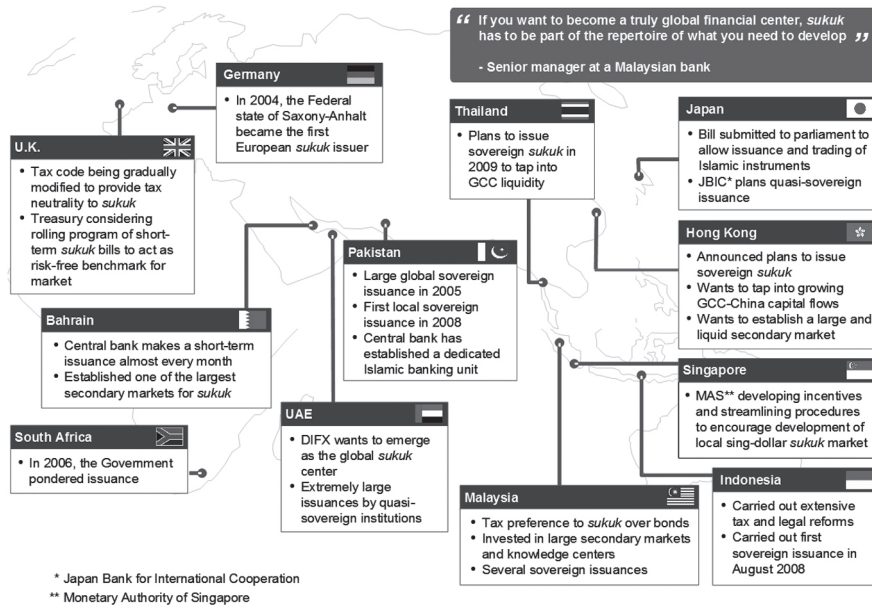 “ If you want to become a truly global financial center, sukuk
has to be part of the repertoire of what you need to develop ”
- Senior manager at a Malaysian bank
Germany
• In 2004, the Federal
state of Saxony-Anhalt
became the first
European sukuk issuer
U.K.
• Tax code being gradually
modified to provide tax
neutrality to sukuk
• Treasury considering
rolling program of short-
term sukuk bills to act as
risk-free benchmark for
market
Thailand
• Plans to issue
sovereign sukuk in
2009 to tap into
GCC liquidity
Japan
• Bill submitted to parliament to
allow issuance and trading of
Islamic instruments
• JBIC* plans quasi-sovereign
issuance
Pakistan
• Large global sovereign
issuance in 2005
• First local sovereign
issuance in 2008
• Central bank has
established a dedicated
Islamic banking unit
Hong Kong
• Announced plans to issue
sovereign sukuk
• Wants to tap into growing
GCC-China capital flows
• Wants to establish a large and
liquid secondary market
Bahrain
• Central bank makes a short-term
issuance almost every month
• Established one of the largest
secondary markets for sukuk
Singapore
• MAS** developing incentives
and streamlining procedures
to encourage development of
local sing-dollar sukuk market
UAE
• DIFX wants to emerge
as the global sukuk
center
• Extremely large
issuances by quasi-
sovereign institutions
South Africa
• In 2006, the Government
pondered issuance
Malaysia
• Tax preference to sukuk over bonds
• Invested in large secondary markets
and knowledge centers
• Several sovereign issuances
Indonesia
• Carried out extensive
tax and legal reforms
• Carried out first
sovereign issuance in
August 2008
* Japan Bank for International Cooperation
** Monetary Authority of Singapore